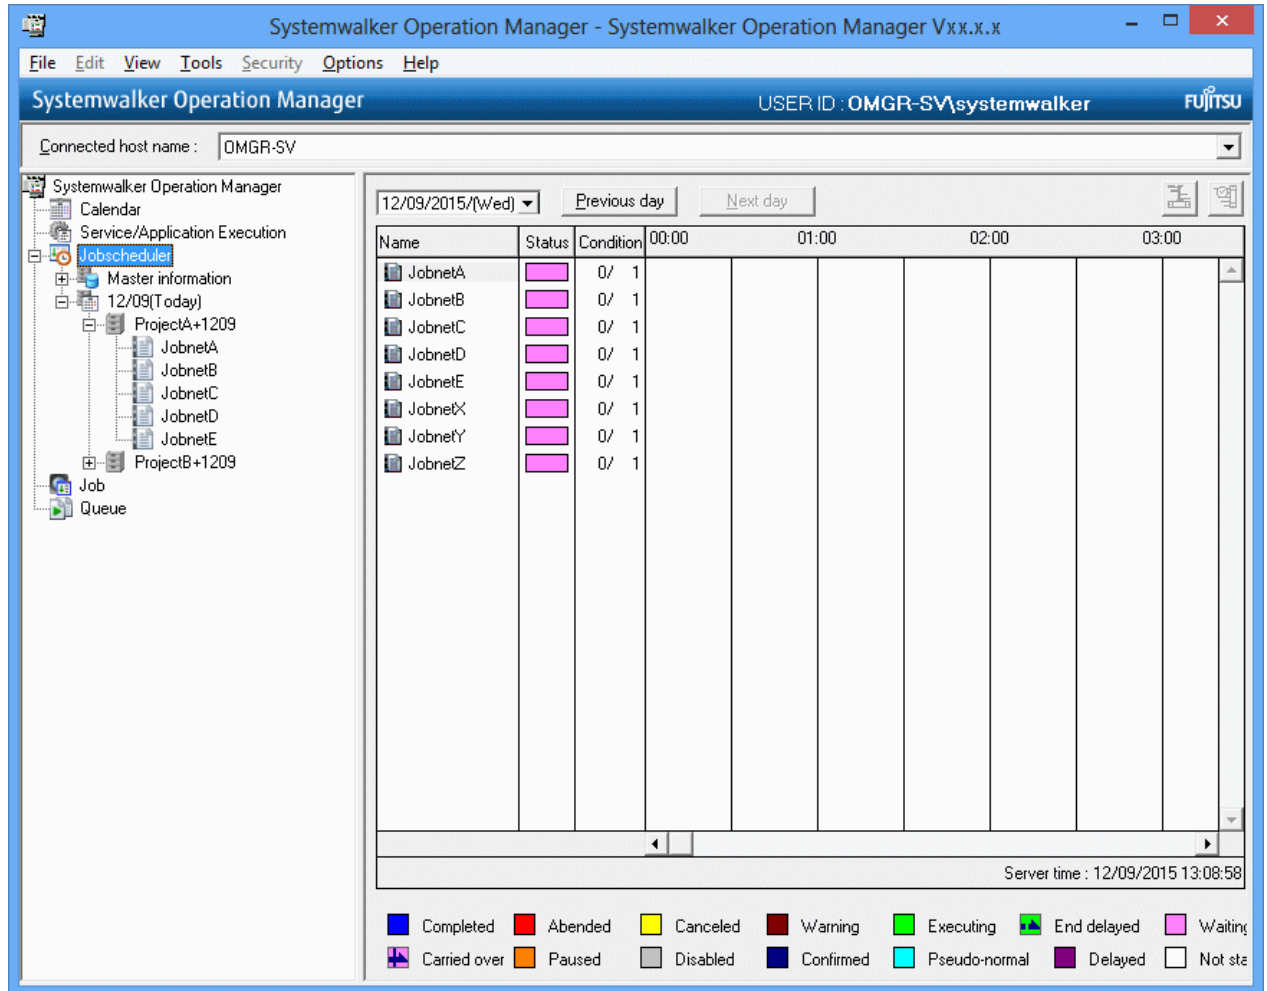 Systemwalker Operation Manager - Systemwalker Operation Manager Vxx.x.x
File Edit View Tools Security Options Help
Systemwalker Operation Manager USER ID : OMGR-SV\systemwalker FUJITSU
Connected host name : OMGR-SV
Systemwalker Operation Manager
Calendar
Service/Application Execution
Jobscheduler
Master information
12/09(Today)
ProjectA+1209
JobnetA
JobnetB
JobnetC
JobnetD
JobnetE
ProjectB+1209
Job
Queue
12/09/2015/(Wed) Previous day Next day
Name Status Condition 00:00 01:00 02:00 03:00
JobnetA 0/ 1
JobnetB 0/ 1
JobnetC 0/ 1
JobnetD 0/ 1
JobnetE 0/ 1
JobnetX 0/ 1
JobnetY 0/ 1
JobnetZ 0/ 1
Server time : 12/09/2015 13:08:58
Completed Abended Canceled Warning Executing End delayed Waiting
Carried over Paused Disabled Confirmed Pseudo-normal Delayed Not sta